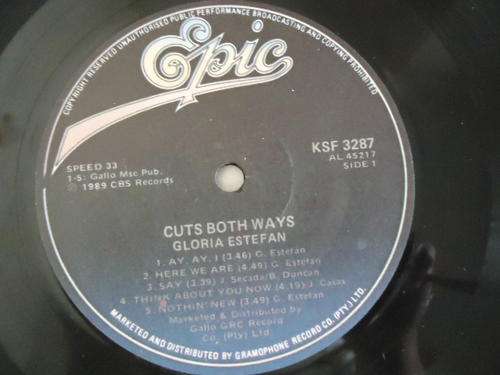 COPYRIGHT RESERVED UNAUTHORISED PUBLIC PERFORMANCE BROADCASTING AND COPYING PROHIBITED
Epic
SPEED 33
1-5: Gallo Msc Pub.
℗ 1989 CBS Records
KSF 3287
AL 45217
SIDE 1
CUTS BOTH WAYS
GLORIA ESTEFAN
1. AY, AY, I (3.46) G. Estefan
2. HERE WE ARE (4.49) G. Estefan
3. SAY (3.39) J. Secada/B. Duncan
4. THINK ABOUT YOU NOW (4.19) J. Casas
5. NOTHIN' NEW (3.49) G. Estefan
Marketed & Distributed by
Gallo GRC Record
Co. (Pty) Ltd
MARKETED AND DISTRIBUTED BY GRAMOPHONE RECORD CO. (PTY.) LTD.